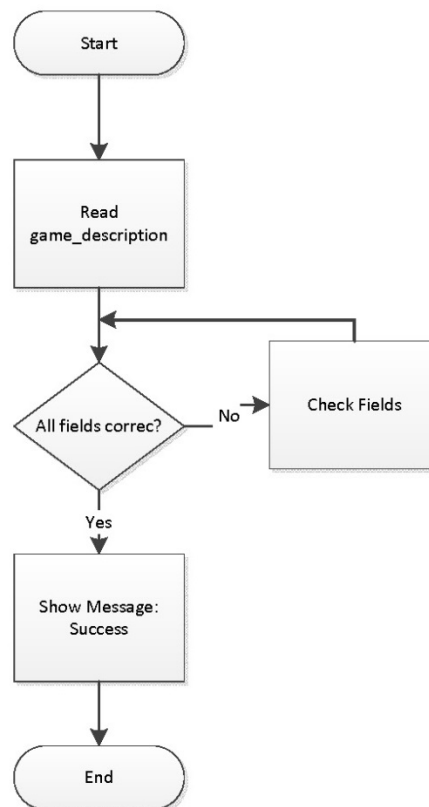 Start
Read
game_description
All fields correc?
No
Check Fields
Yes
Show Message:
Success
End